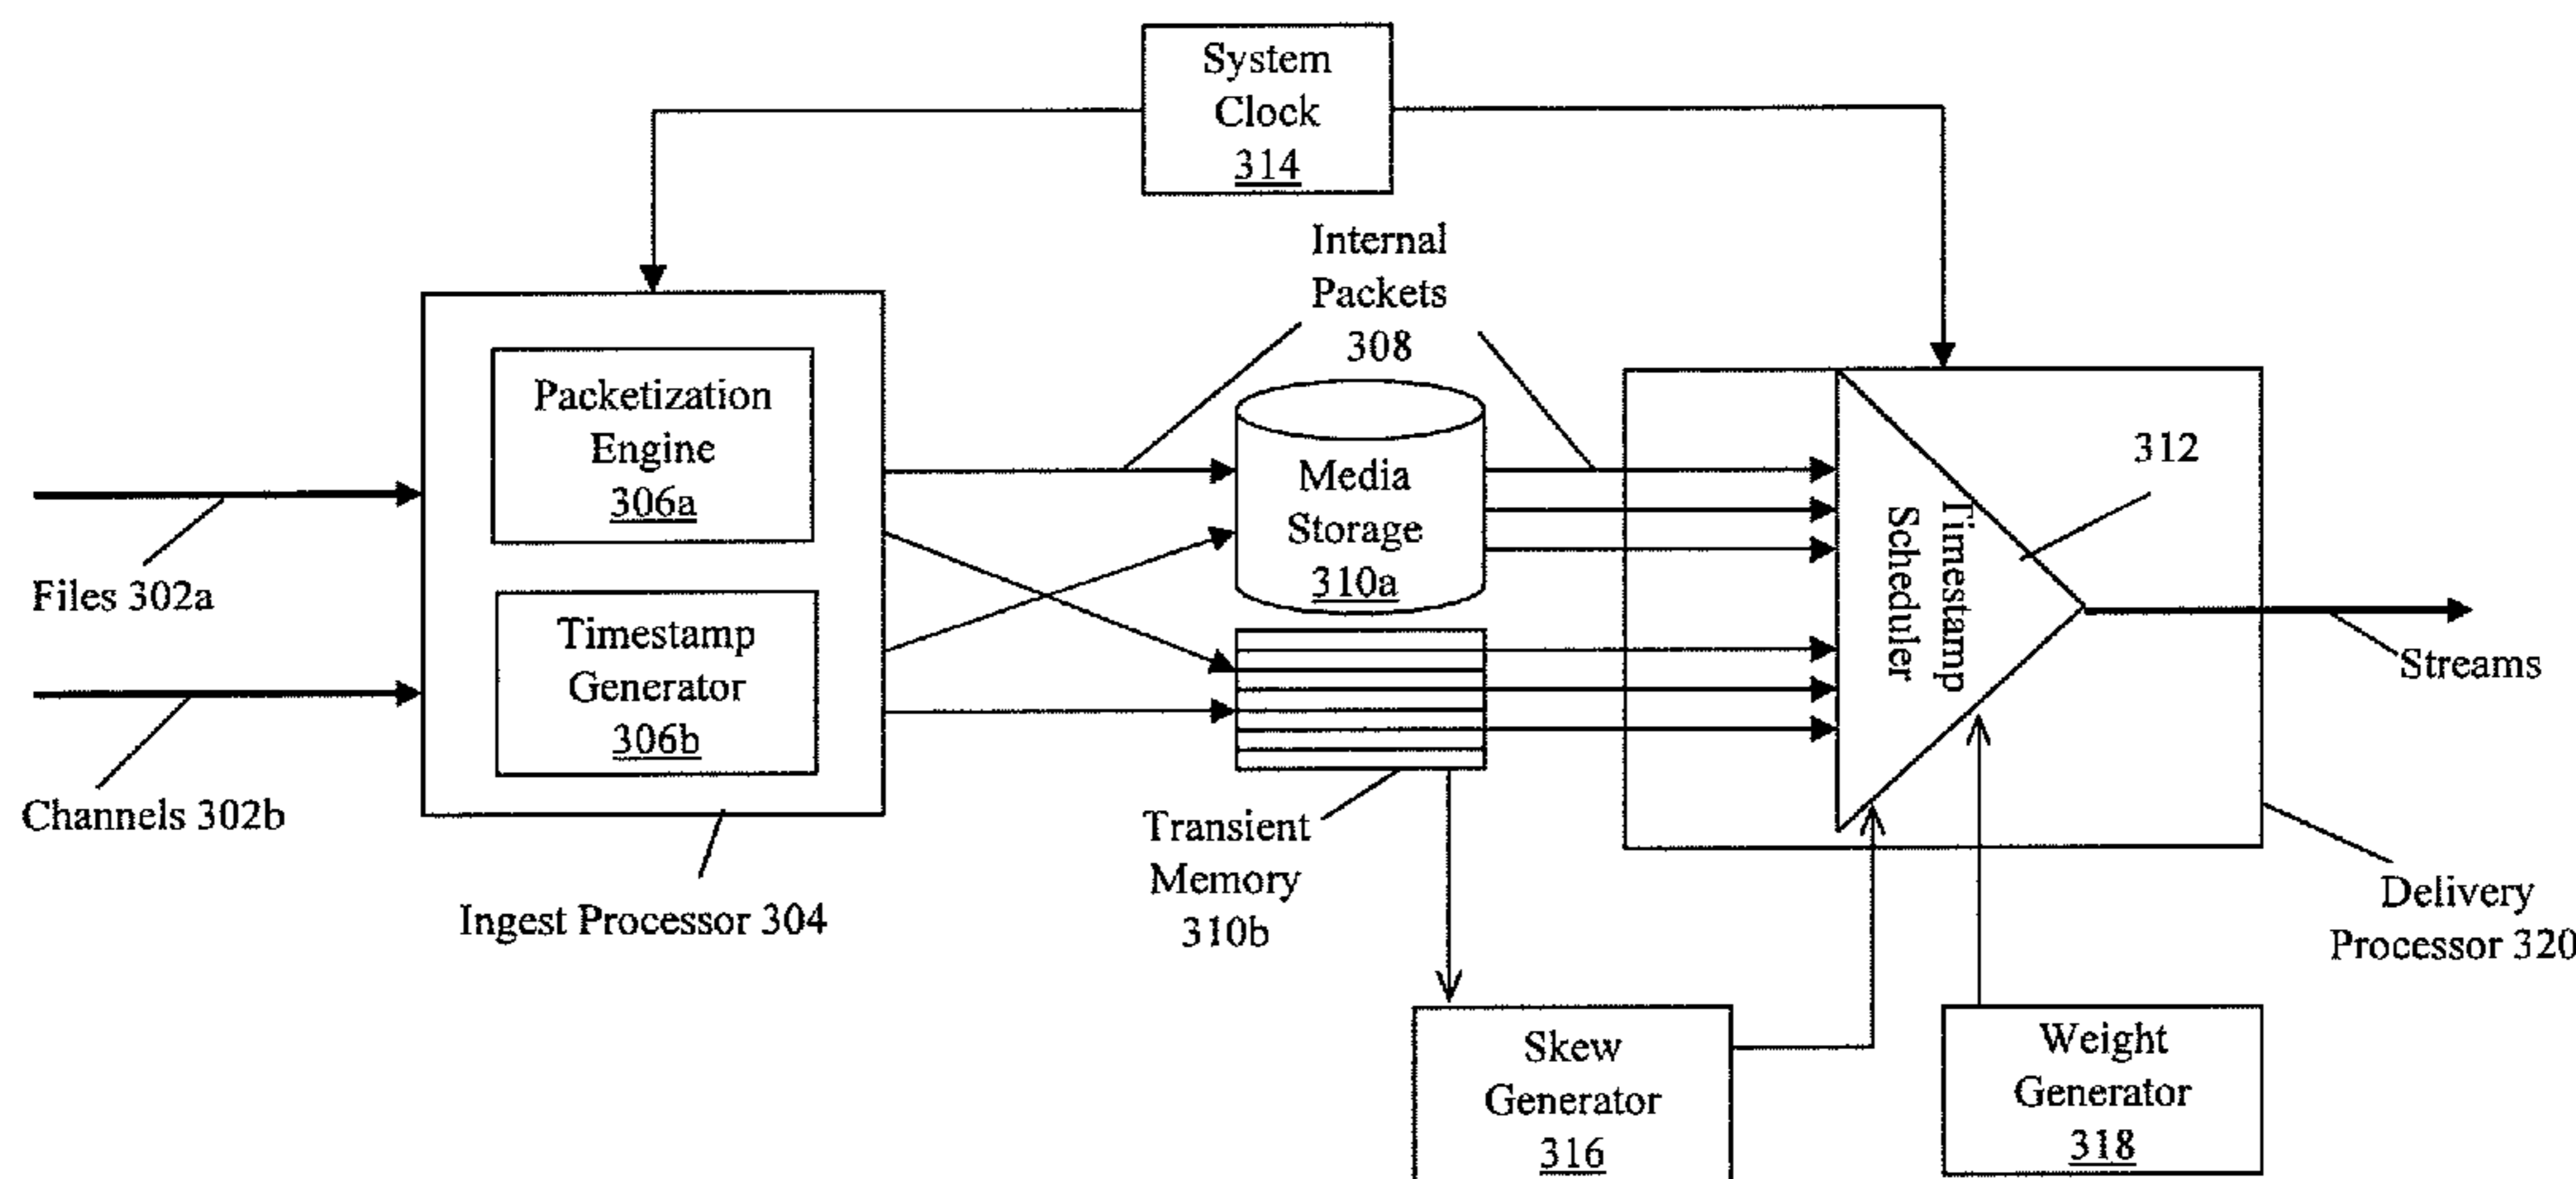 System
Clock
314
Internal
Packets
308
Packetization
Engine
306a
Timestamp
Generator
306b
Files 302a
Channels 302b
Ingest Processor 304
Media
Storage
310a
Transient
Memory
310b
Timestamp
Scheduler
312
Streams
Delivery
Processor 320
Skew
Generator
316
Weight
Generator
318